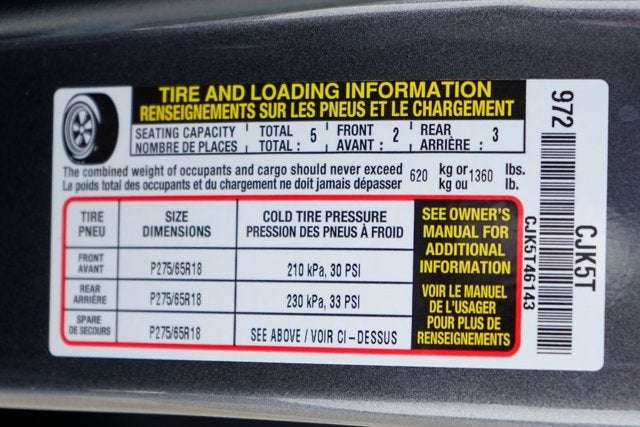 TIRE AND LOADING INFORMATION
RENSEIGNEMENTS SUR LES PNEUS ET LE CHARGEMENT
SEATING CAPACITY TOTAL 5 FRONT 2 REAR 3
NOMBRE DE PLACES TOTAL : AVANT : ARRIÈRE :
The combined weight of occupants and cargo should never exceed 620 kg or 1360 lbs.
Le poids total des occupants et du chargement ne doit jamais dépasser kg ou lb.
TIRE SIZE COLD TIRE PRESSURE
PNEU DIMENSIONS PRESSION DES PNEUS À FROID
FRONT
AVANT P275/65R18 210 kPa, 30 PSI
REAR
ARRIÈRE P275/65R18 230 kPa, 33 PSI
SPARE
DE SECOURS P275/65R18 SEE ABOVE / VOIR CI-DESSUS
SEE OWNER'S
MANUAL FOR
ADDITIONAL
INFORMATION
VOIR LE MANUEL
DE L'USAGER
POUR PLUS DE
RENSEIGNEMENTS
972
CJK5T46143
CJK5T